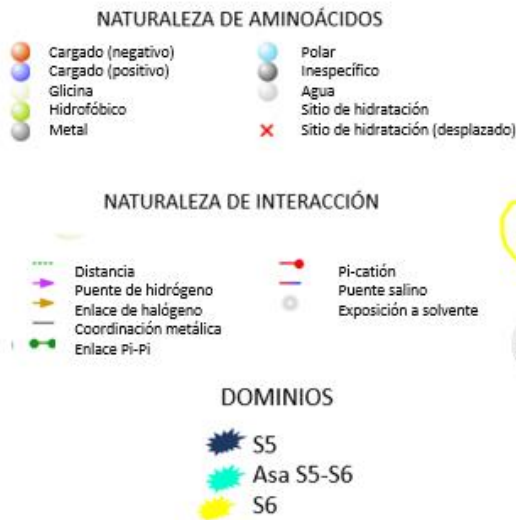 NATURALEZA DE AMINOÁCIDOS
Cargado (negativo)
Cargado (positivo)
Glicina
Hidrofóbico
Metal
Polar
Inespecífico
Agua
Sitio de hidratación
Sitio de hidratación (desplazado)
NATURALEZA DE INTERACCIÓN
Distancia
Puente de hidrógeno
Enlace de halógeno
Coordinación metálica
Enlace Pi-Pi
Pi-catión
Puente salino
Exposición a solvente
DOMINIOS
S5
Asa S5-S6
S6